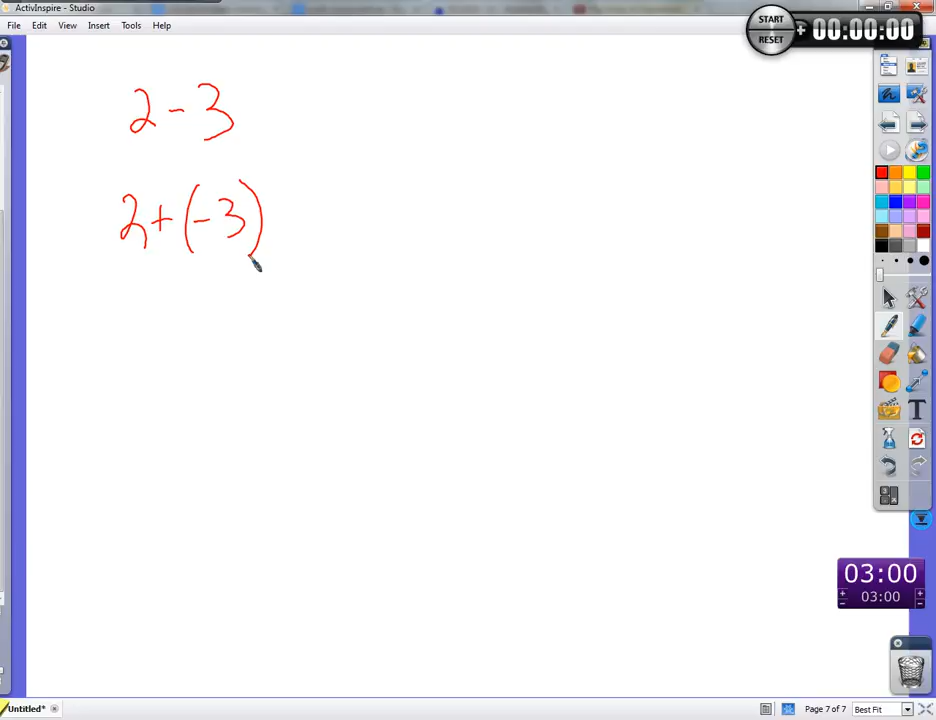 ActivInspire - Studio
File Edit View Insert Tools Help
START
RESET
00:00:00
2 - 3
2 + (-3)
03:00
03:00
Untitled*
Page 7 of 7
Best Fit